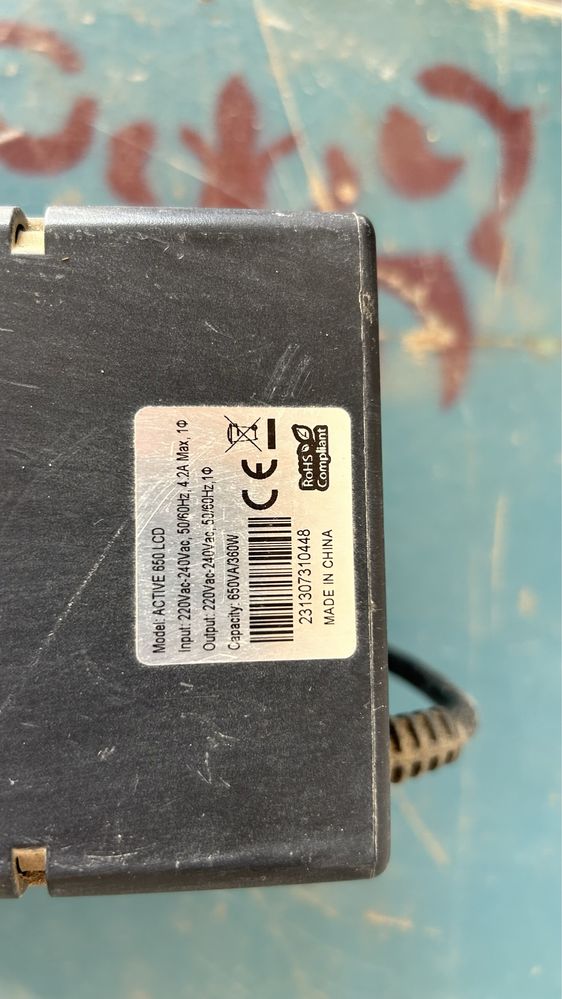 Model: ACTIVE 650 LCD
Input: 220Vac-240Vac, 50/60Hz, 4.2A Max, 1Φ
Output: 220Vac-240Vac, 50/60Hz,1Φ
Capacity: 650VA/360W
CE
RoHS
Compliant
231307310448
MADE IN CHINA